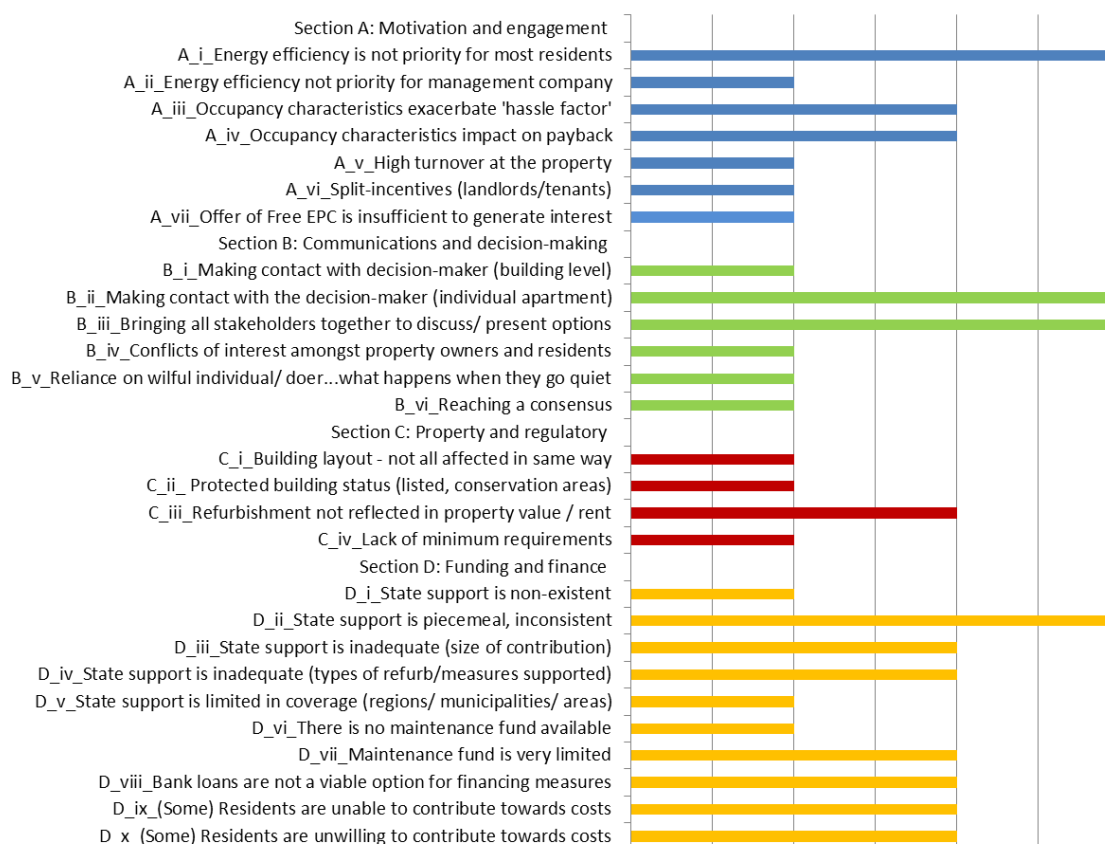 Section A: Motivation and engagement
A_i_Energy efficiency is not priority for most residents
A_ii_Energy efficiency not priority for management company
A_iii_Occupancy characteristics exacerbate 'hassle factor'
A_iv_Occupancy characteristics impact on payback
A_v_High turnover at the property
A_vi_Split-incentives (landlords/tenants)
A_vii_Offer of Free EPC is insufficient to generate interest
Section B: Communications and decision-making
B_i_Making contact with decision-maker (building level)
B_ii_Making contact with the decision-maker (individual apartment)
B_iii_Bringing all stakeholders together to discuss/ present options
B_iv_Conflicts of interest amongst property owners and residents
B_v_Reliance on wilful individual/ doer...what happens when they go quiet
B_vi_Reaching a consensus
Section C: Property and regulatory
C_i_Building layout - not all affected in same way
C_ii_ Protected building status (listed, conservation areas)
C_iii_Refurbishment not reflected in property value / rent
C_iv_Lack of minimum requirements
Section D: Funding and finance
D_i_State support is non-existent
D_ii_State support is piecemeal, inconsistent
D_iii_State support is inadequate (size of contribution)
D_iv_State support is inadequate (types of refurb/measures supported)
D_v_State support is limited in coverage (regions/ municipalities/ areas)
D_vi_There is no maintenance fund available
D_vii_Maintenance fund is very limited
D_viii_Bank loans are not a viable option for financing measures
D_ix_(Some) Residents are unable to contribute towards costs
D_x_(Some) Residents are unwilling to contribute towards costs